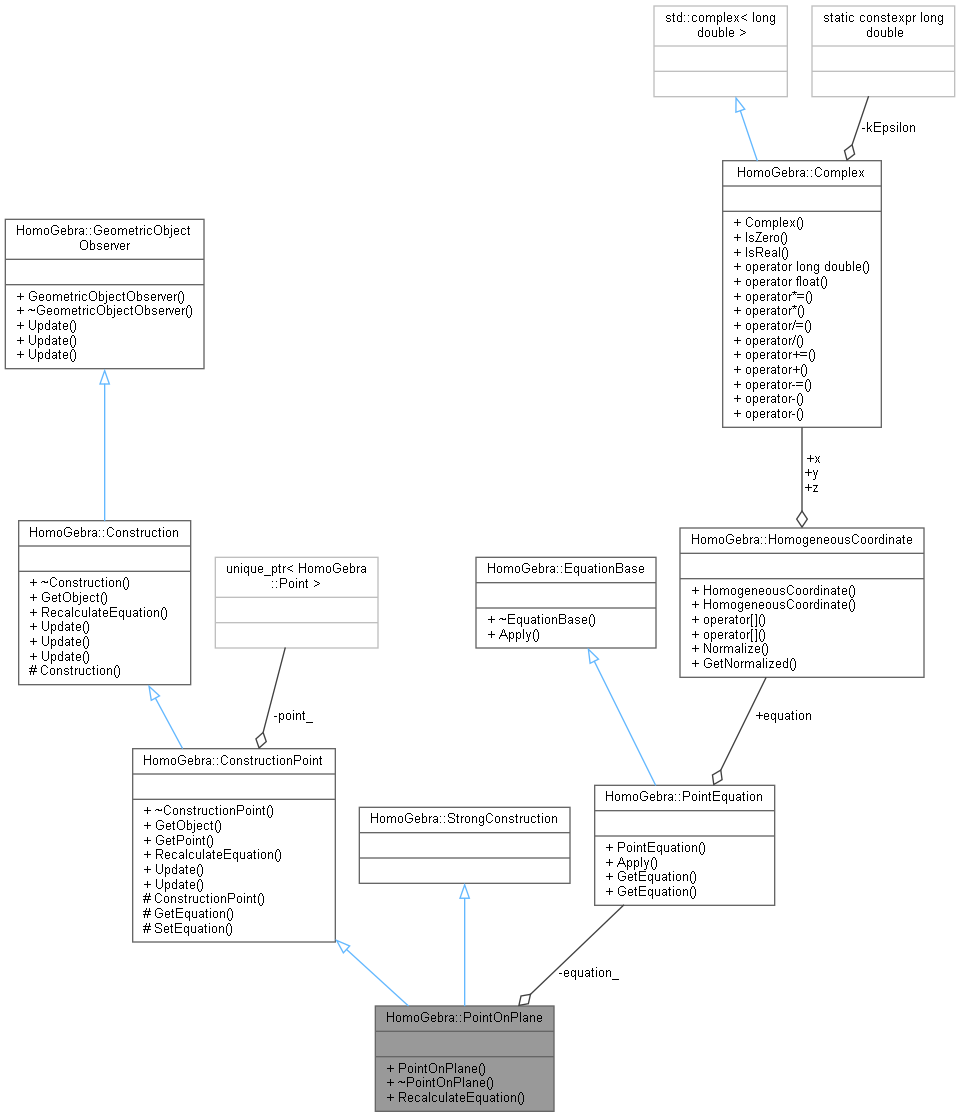 std::complex< long
double >
static constexpr long
double
-kEpsilon
HomoGebra::Complex
+ Complex()
+ IsZero()
+ IsReal()
+ operator long double()
+ operator float()
+ operator*=()
+ operator*()
+ operator/=()
+ operator/()
+ operator+=()
+ operator+()
+ operator-=()
+ operator-()
+ operator-()
HomoGebra::GeometricObject
Observer
+ GeometricObjectObserver()
+ ~GeometricObjectObserver()
+ Update()
+ Update()
+ Update()
+x
+y
+z
HomoGebra::Construction
+ ~Construction()
+ GetObject()
+ RecalculateEquation()
+ Update()
+ Update()
+ Update()
# Construction()
unique_ptr< HomoGebra
::Point >
HomoGebra::EquationBase
+ ~EquationBase()
+ Apply()
HomoGebra::HomogeneousCoordinate
+ HomogeneousCoordinate()
+ HomogeneousCoordinate()
+ operator[]()
+ operator[]()
+ Normalize()
+ GetNormalized()
-point_
+equation
HomoGebra::ConstructionPoint
+ ~ConstructionPoint()
+ GetObject()
+ GetPoint()
+ RecalculateEquation()
+ Update()
+ Update()
# ConstructionPoint()
# GetEquation()
# SetEquation()
HomoGebra::StrongConstruction
HomoGebra::PointEquation
+ PointEquation()
+ Apply()
+ GetEquation()
+ GetEquation()
-equation_
HomoGebra::PointOnPlane
+ PointOnPlane()
+ ~PointOnPlane()
+ RecalculateEquation()